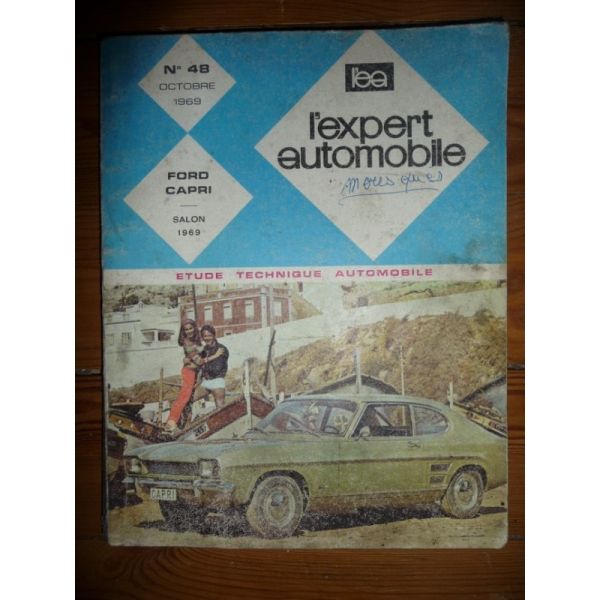 N° 48
OCTOBRE
1969
l'ea
l'expert
automobile
FORD
CAPRI
SALON
1969
ETUDE TECHNIQUE AUTOMOBILE
CAPRI